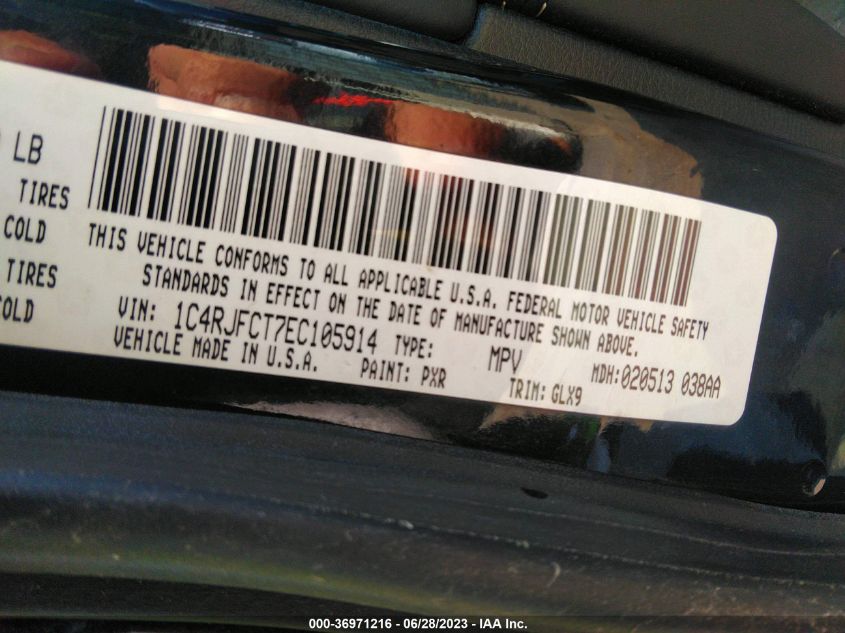 LB
TIRES
COLD
TIRES
COLD
THIS VEHICLE CONFORMS TO ALL APPLICABLE U.S.A. FEDERAL MOTOR VEHICLE SAFETY
STANDARDS IN EFFECT ON THE DATE OF MANUFACTURE SHOWN ABOVE.
VIN: 1C4RJFCT7EC105914 TYPE: MPV MDH:020513 038AA
VEHICLE MADE IN U.S.A. PAINT: PXR TRIM: GLX9
000-36971216 - 06/28/2023 - IAA Inc.